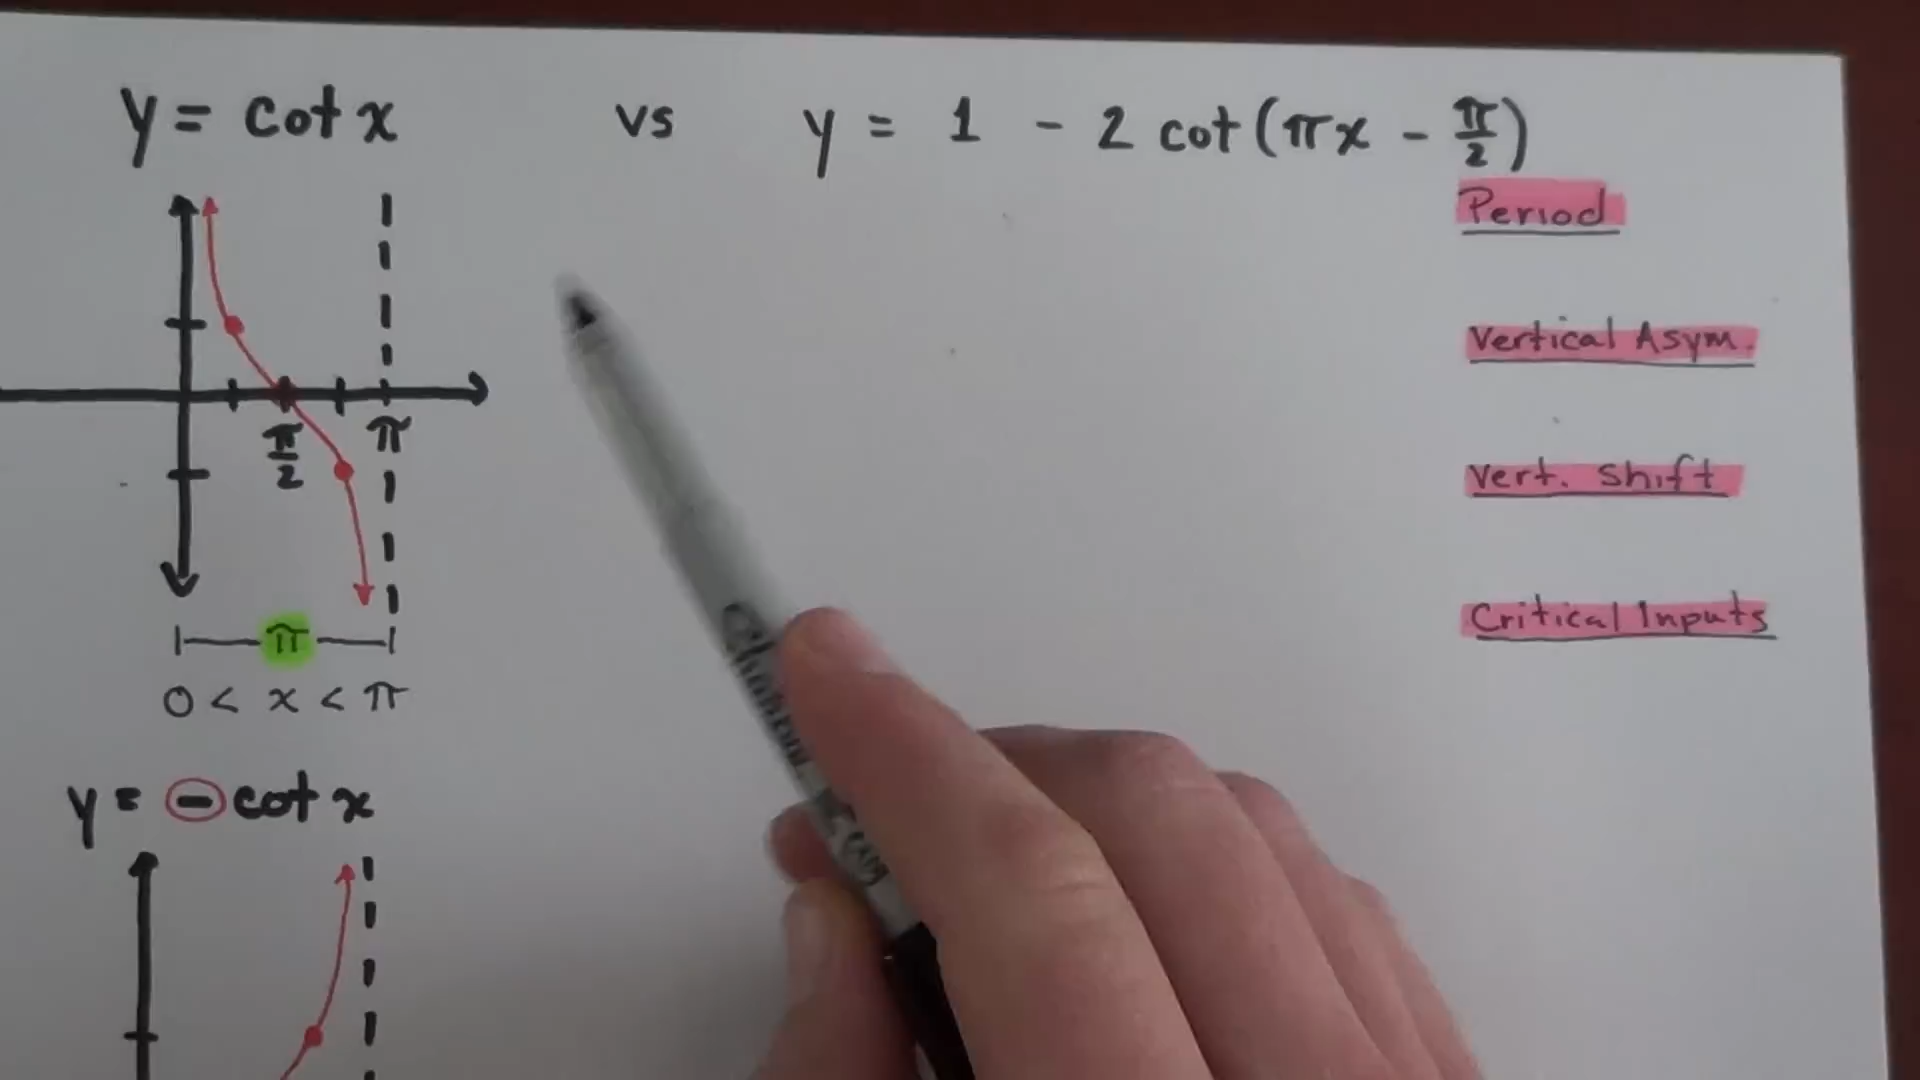 y = cot x vs y = 1 - 2 cot(πx - π/2)
Period
Vertical Asym.
Vert. Shift
Critical Inputs
π/2 π
π
0 < x < π
y = - cot x